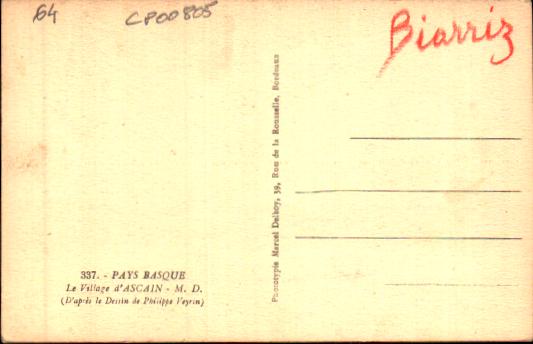 64
CP00805
Biarriz
337. - PAYS BASQUE
Le Village d'ASCAIN - M. D.
(D'après le Dessin de Philippe Veyrin)
Phototypie Marcel Delboy, 39, Rue de la Rousselle, Bordeaux